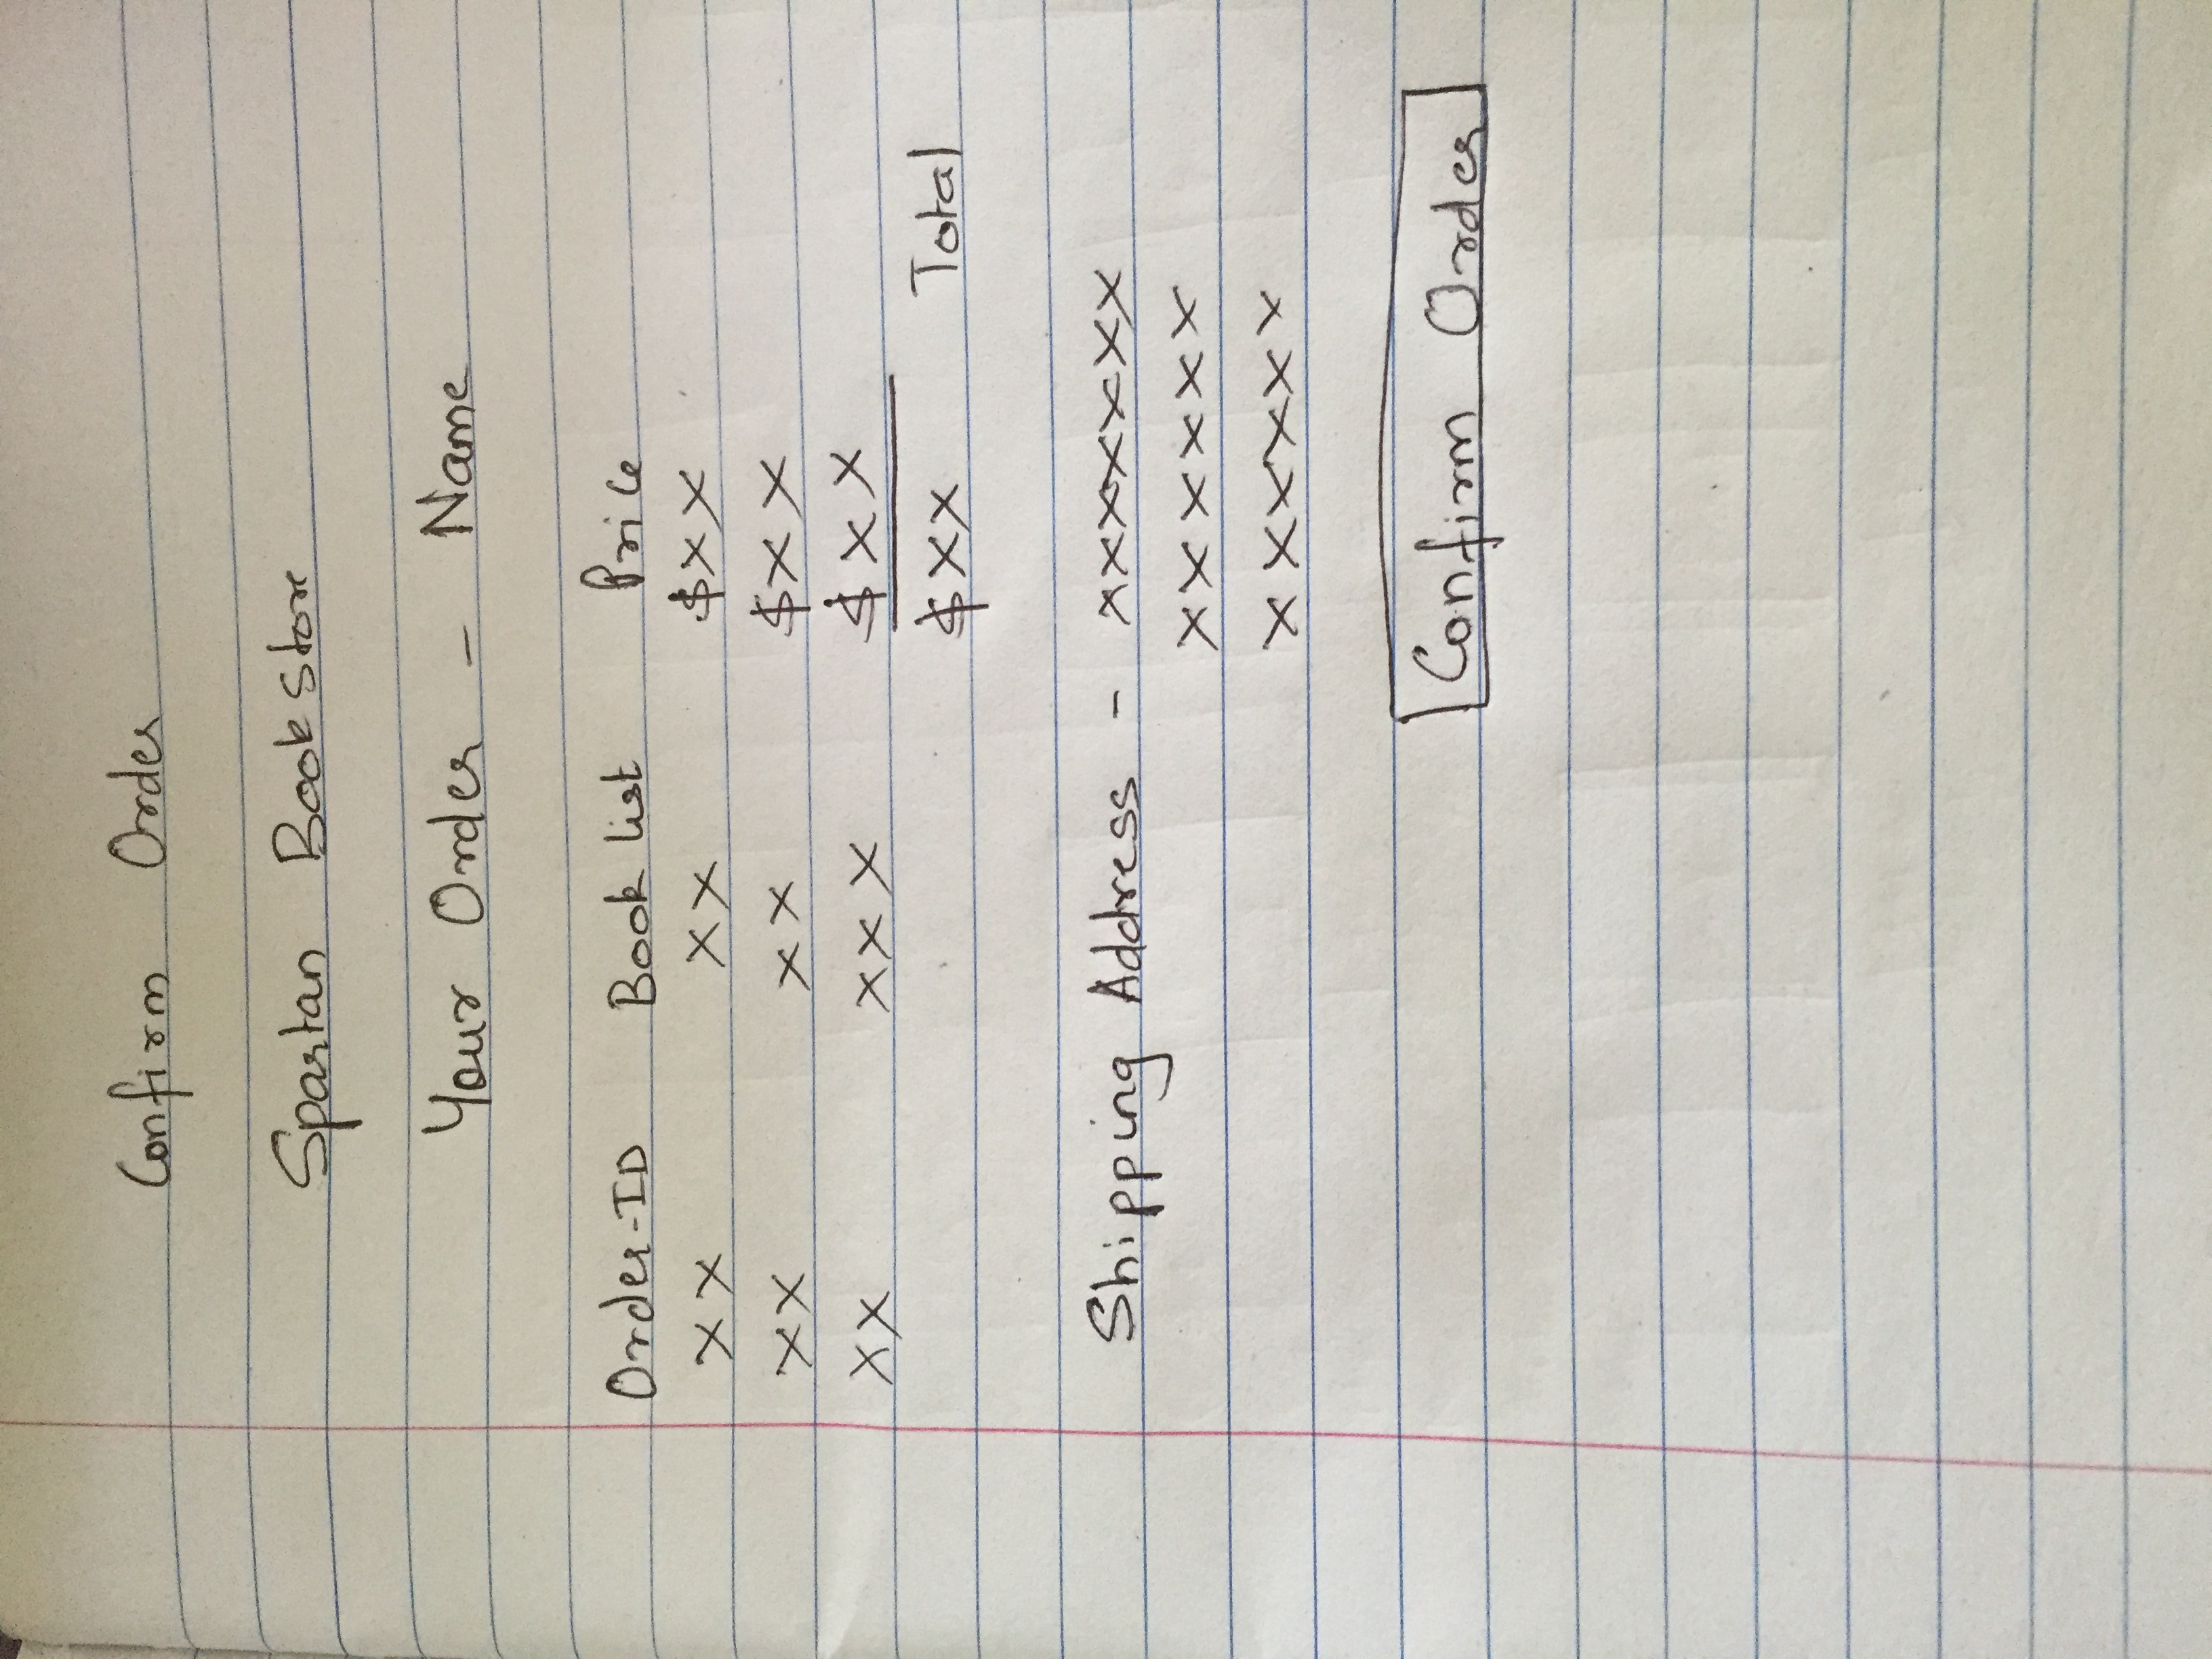 Confirm Order
Spartan Book Store
Your Order - Name
Order-ID Book list Price
XX XX $XX
XX XX $XX
XX XXX $XX
$XX Total
Shipping Address - XXXXXXX
XXXXXX
XXXXXX
Confirm Order